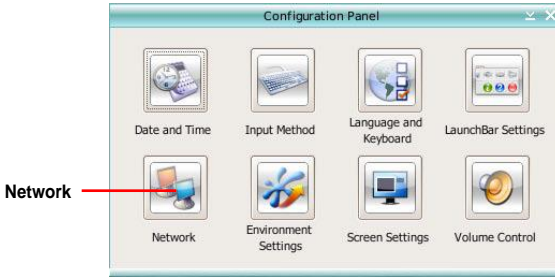 Configuration Panel
Date and Time
Input Method
Language and
Keyboard
LaunchBar Settings
Network
Network
Environment
Settings
Screen Settings
Volume Control